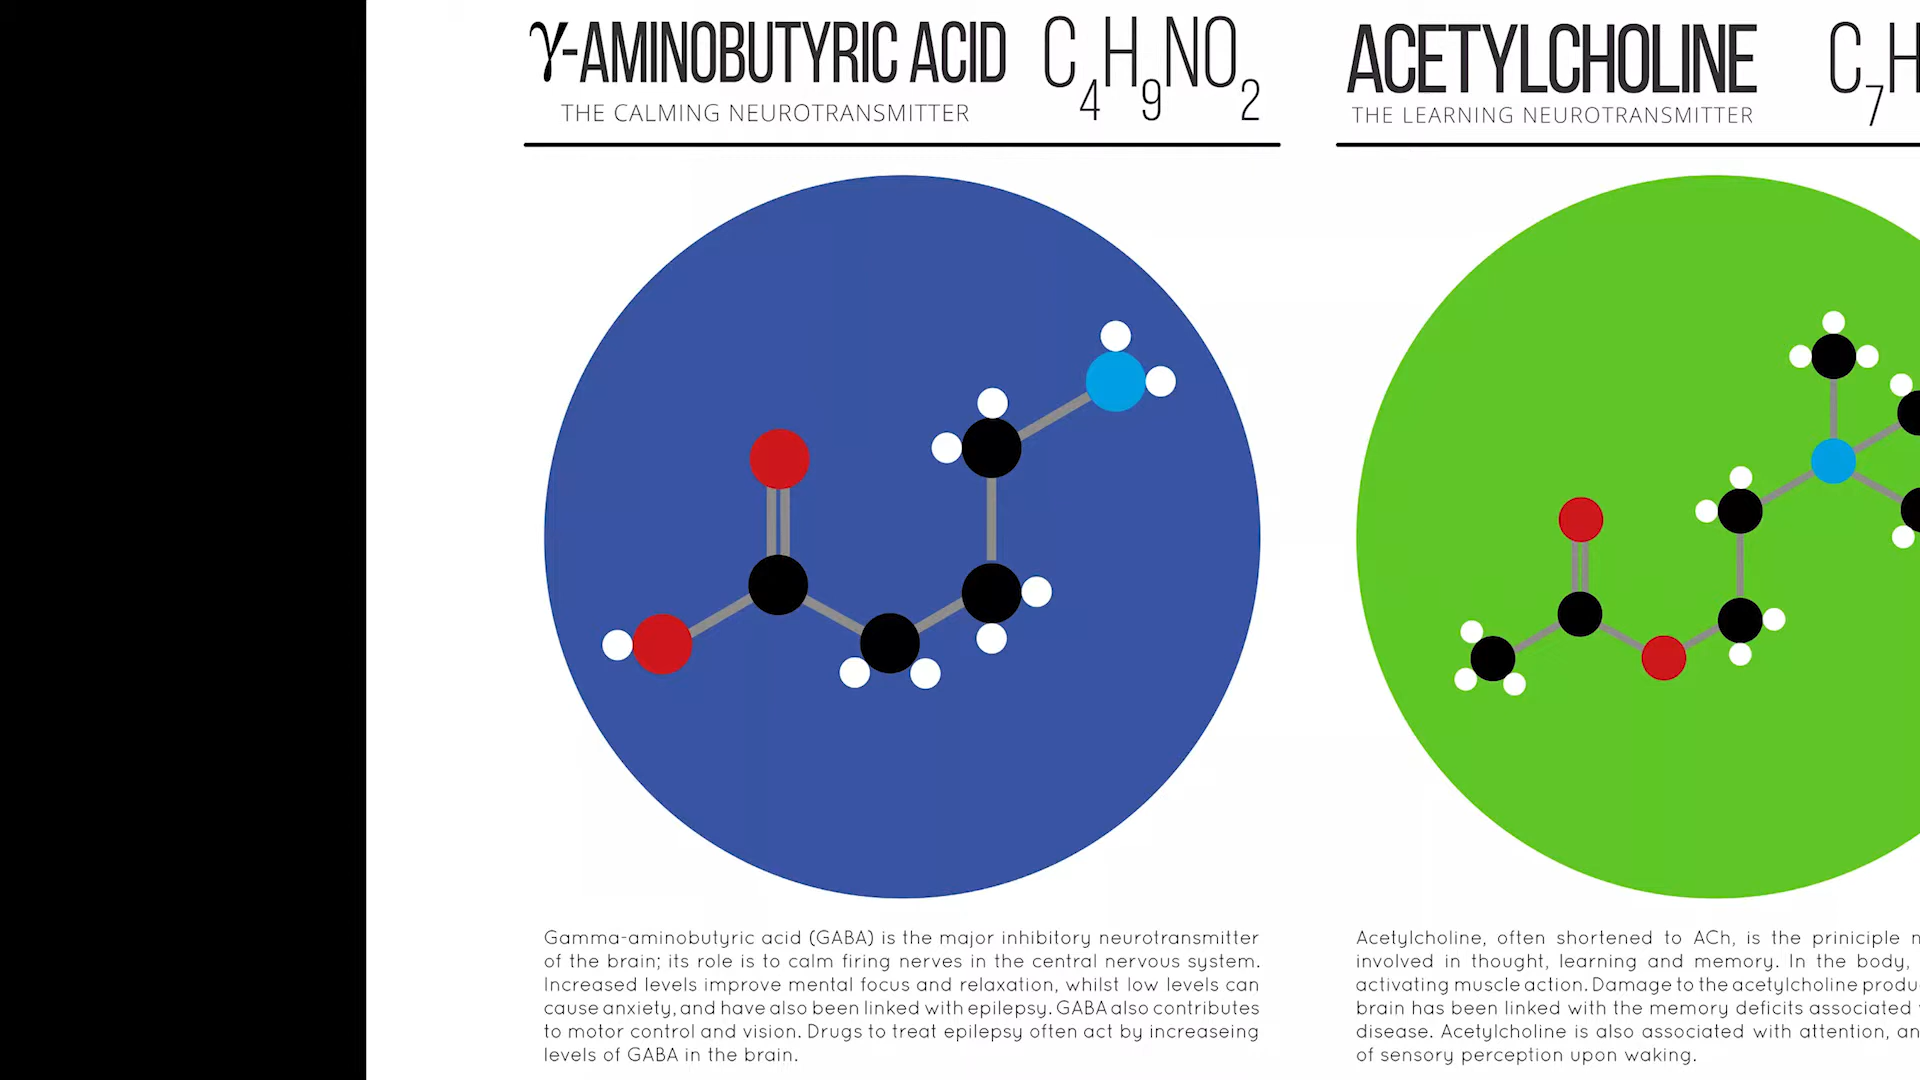 γ-AMINOBUTYRIC ACID
C4H9NO2
THE CALMING NEUROTRANSMITTER
Gamma-aminobutyric acid (GABA) is the major inhibitory neurotransmitter
of the brain; its role is to calm firing nerves in the central nervous system.
Increased levels improve mental focus and relaxation, whilst low levels can
cause anxiety, and have also been linked with epilepsy. GABA also contributes
to motor control and vision. Drugs to treat epilepsy often act by increaseing
levels of GABA in the brain.
ACETYLCHOLINE
C7H
THE LEARNING NEUROTRANSMITTER
Acetylcholine, often shortened to ACh, is the priniciple
involved in thought, learning and memory. In the body,
activating muscle action. Damage to the acetylcholine
brain has been linked with the memory deficits associated
disease. Acetylcholine is also associated with attention,
of sensory perception upon waking.